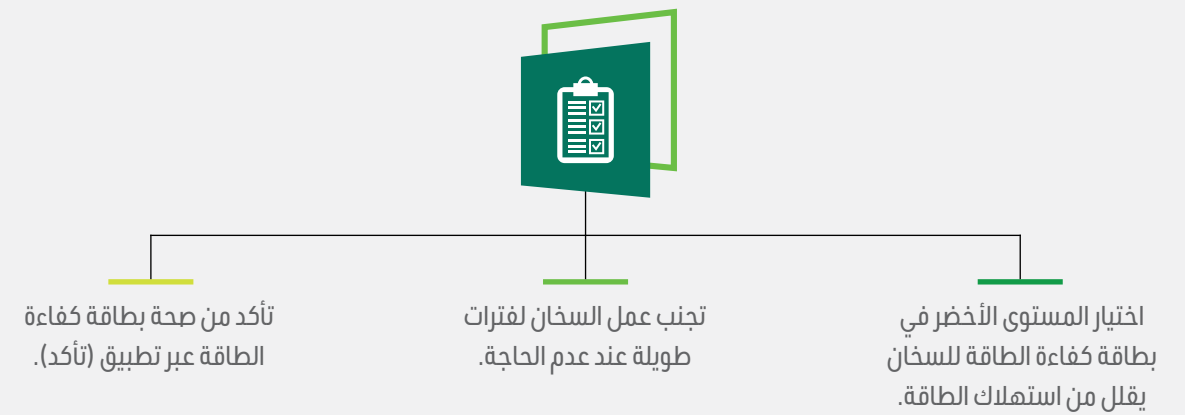 اختيار المستوى الأخضر في
بطاقة كفاءة الطاقة للسخان
يقلل من استهلاك الطاقة.
تجنب عمل السخان لفترات
طويلة عند عدم الحاجة.
تأكد من صحة بطاقة كفاءة
الطاقة عبر تطبيق (تأكد).